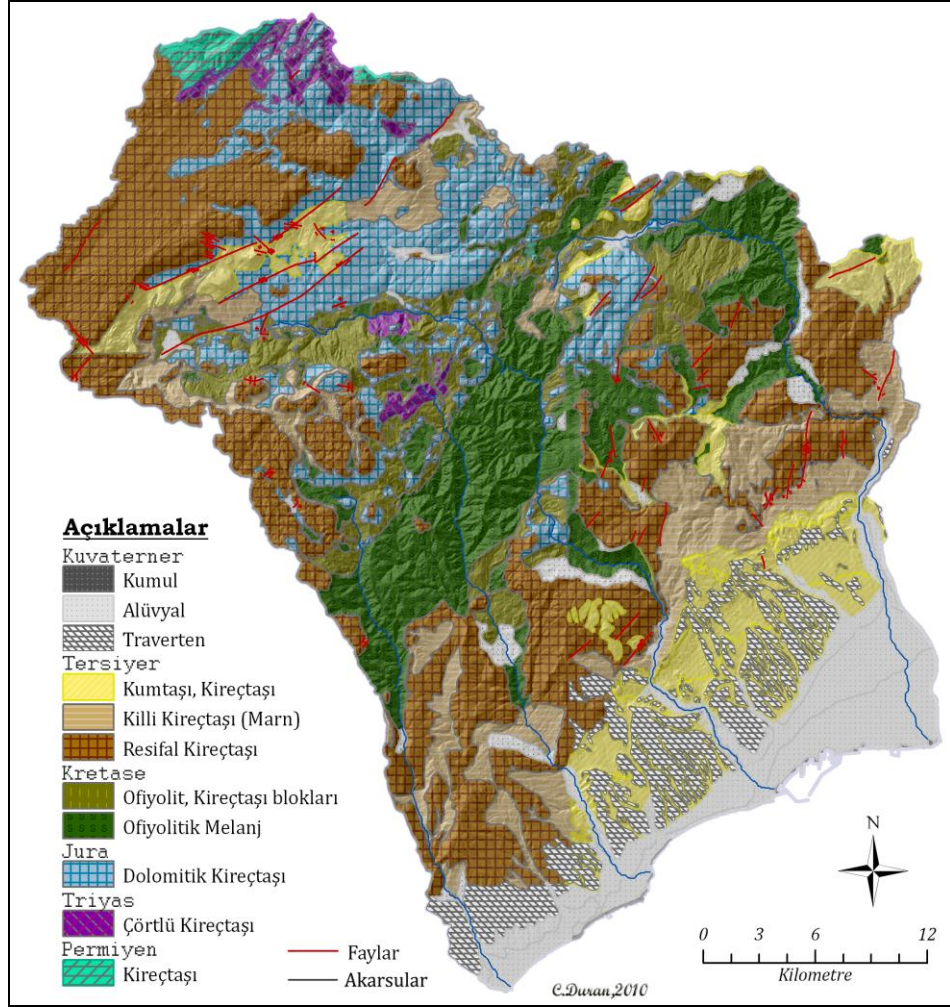 Açıklamalar
Kuvaterner
Kumul
Alüvyal
Traverten
Tersiyer
Kumtaşı, Kireçtaşı
Killi Kireçtaşı (Marn)
Resifal Kireçtaşı
Kretase
Ofiyolit, Kireçtaşı blokları
Ofiyolitik Melanj
Jura
Dolomitik Kireçtaşı
Triyas
Çörtlü Kireçtaşı
Permiyen
Kireçtaşı
Faylar
Akarsular
N
0 3 6 12
Kilometre
C.Duran,2010